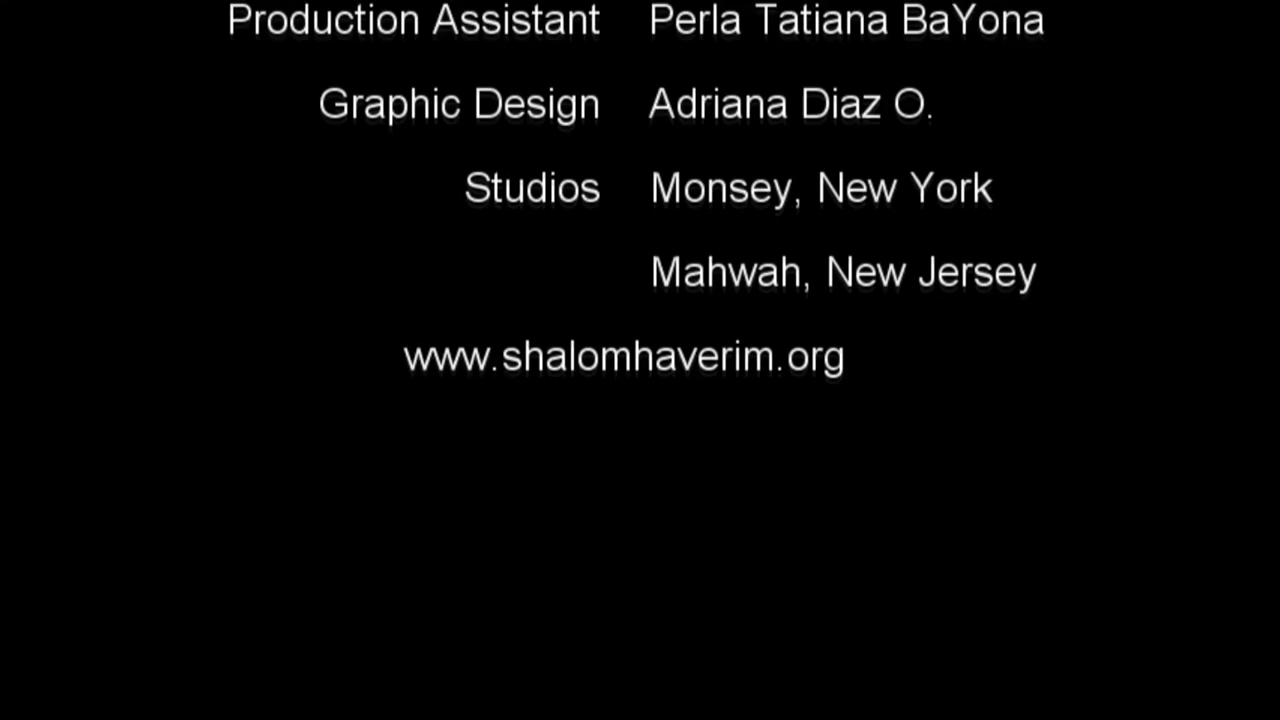 Production Assistant Perla Tatiana BaYona
Graphic Design Adriana Diaz O.
Studios Monsey, New York
Mahwah, New Jersey
www.shalomhaverim.org